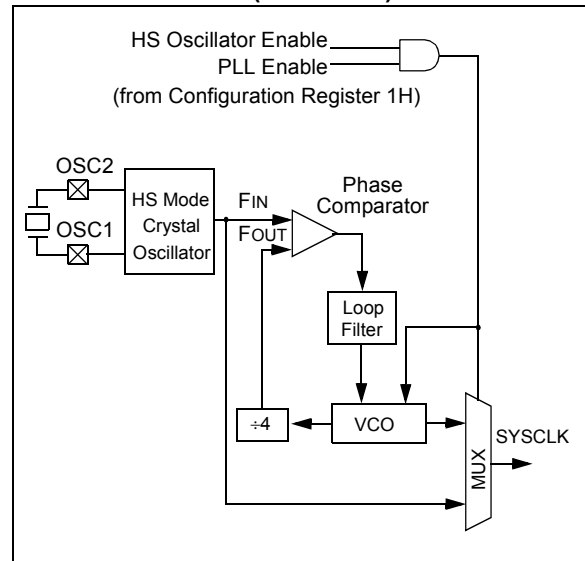 HS Oscillator Enable
PLL Enable
(from Configuration Register 1H)
OSC2
OSC1
HS Mode
Crystal
Oscillator
FIN
FOUT
Phase
Comparator
Loop
Filter
÷4
VCO
MUX
SYSCLK